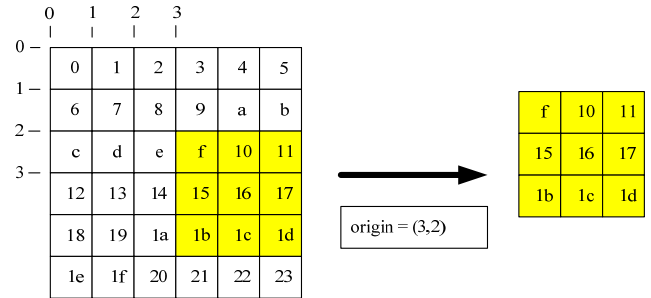 0 1 2 3
0 0 1 2 3 4 5
1 6 7 8 9 a b
2 c d e f 10 11
3 12 13 14 15 16 17
18 19 1a 1b 1c 1d
1e 1f 20 21 22 23
origin = (3,2)
f 10 11
15 16 17
1b 1c 1d